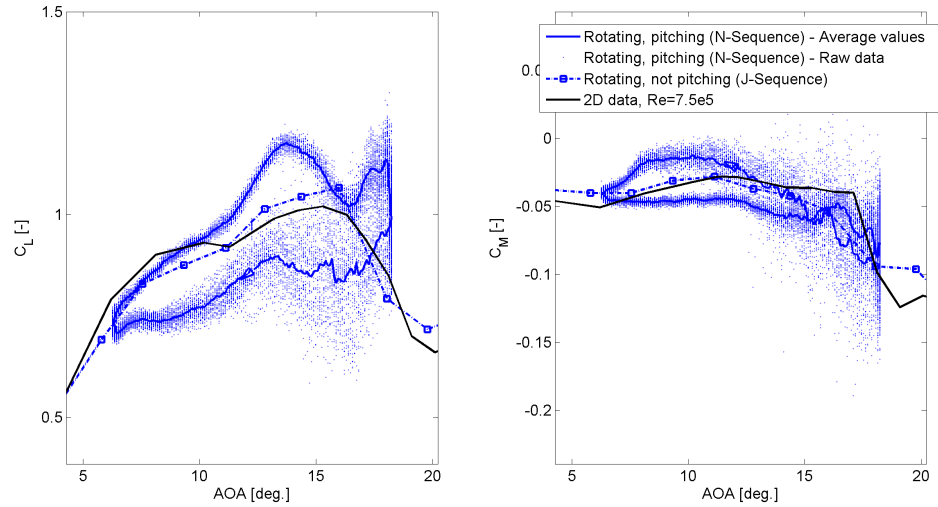 1.5
1
0.5
C_L [-]
5
10
15
20
AOA [deg.]
Rotating, pitching (N-Sequence) - Average values
Rotating, pitching (N-Sequence) - Raw data
Rotating, not pitching (J-Sequence)
2D data, Re=7.5e5
0.0
0
-0.05
-0.1
-0.15
-0.2
C_M [-]
5
10
15
20
AOA [deg.]